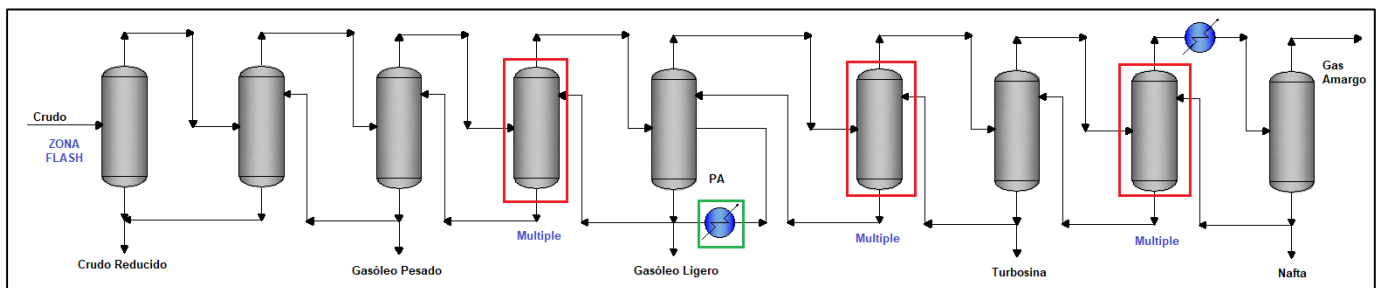 Crudo
ZONA
FLASH
Crudo Reducido
Gasóleo Pesado
Multiple
PA
Gasóleo Ligero
Multiple
Turbosina
Multiple
Gas
Amargo
Nafta